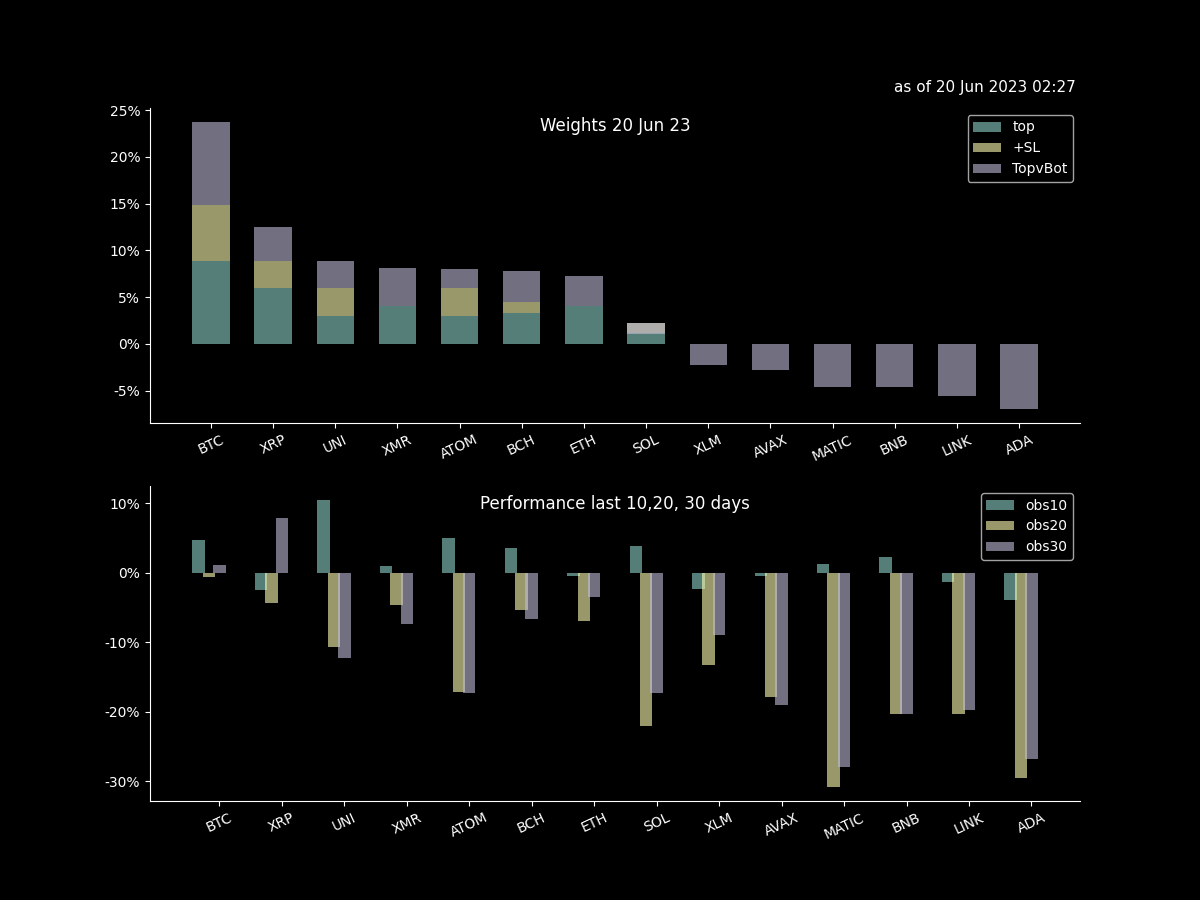 as of 20 Jun 2023 02:27
Weights 20 Jun 23
top
+SL
TopvBot
25%
20%
15%
10%
5%
0%
-5%
BTC XRP UNI XMR ATOM BCH ETH SOL XLM AVAX MATIC BNB LINK ADA
Performance last 10,20, 30 days
obs10
obs20
obs30
10%
0%
-10%
-20%
-30%
BTC XRP UNI XMR ATOM BCH ETH SOL XLM AVAX MATIC BNB LINK ADA